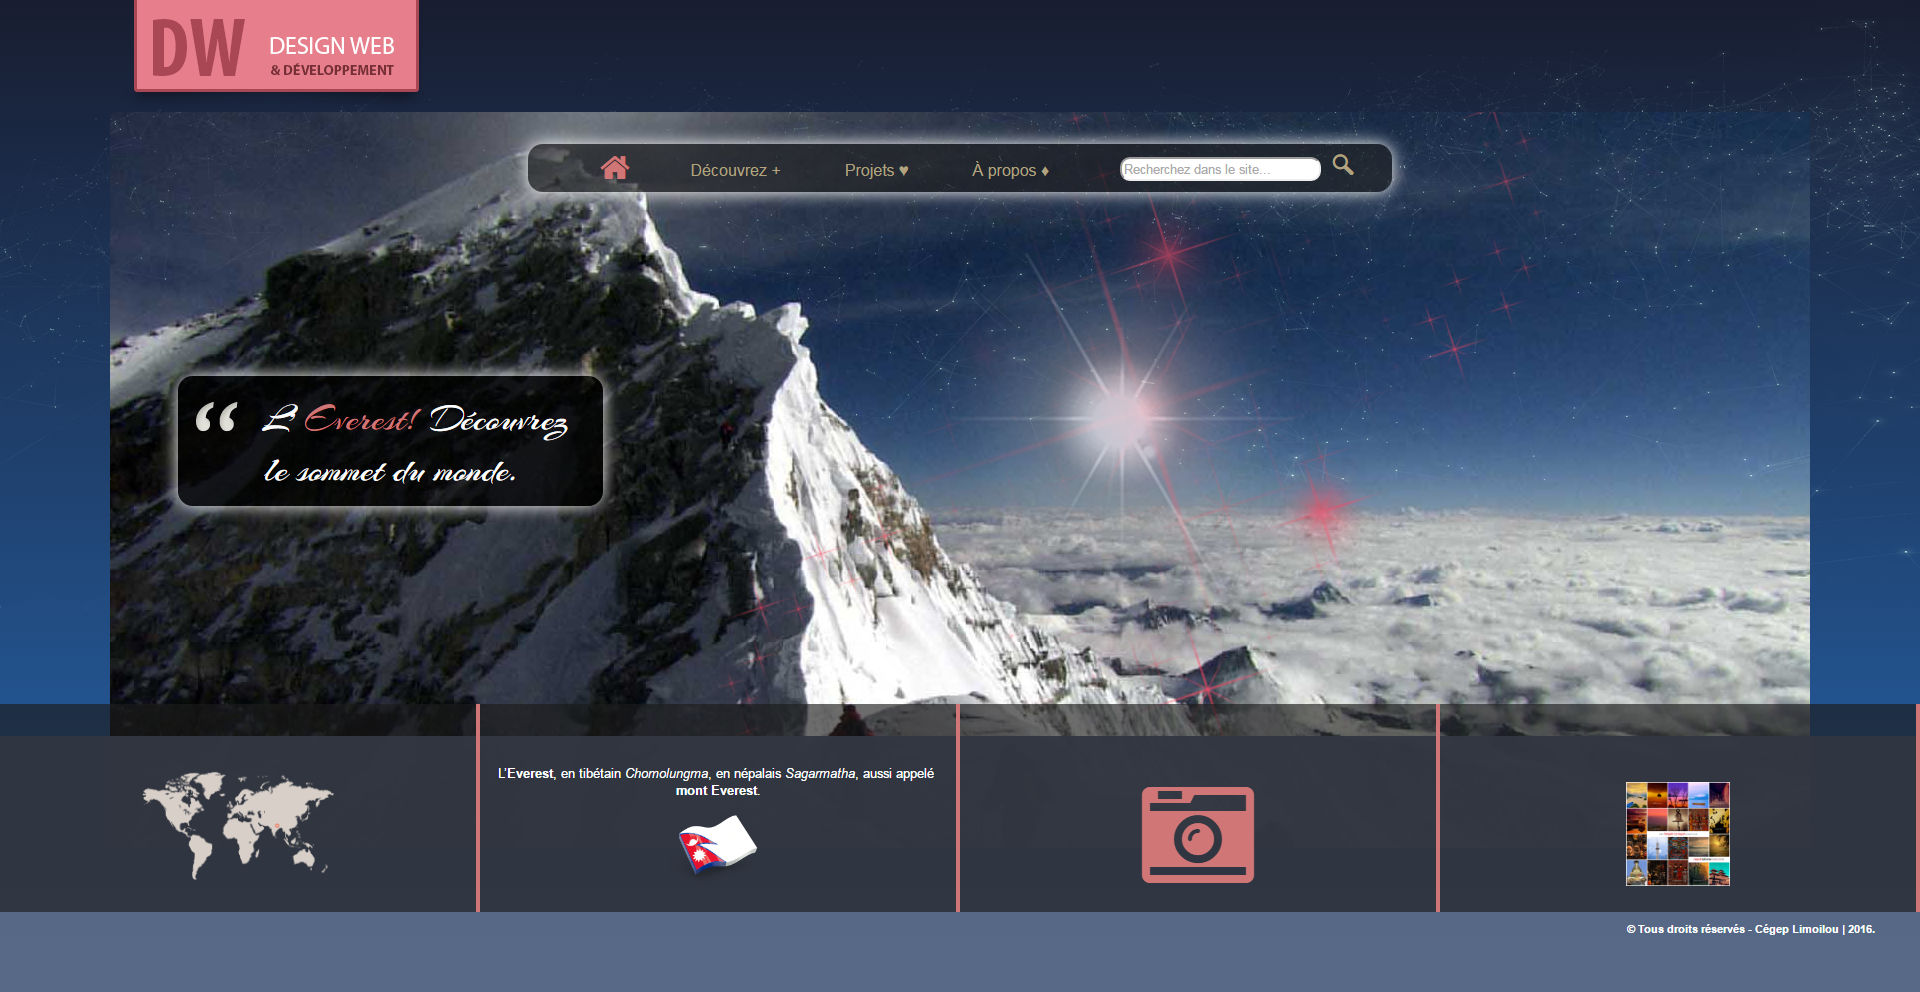 DW
DESIGN WEB
& DÉVELOPPEMENT
Découvrez +
Projets ♥
À propos ♦
Recherchez dans le site...
“ L' Everest! Découvrez
le sommet du monde.
L'Everest, en tibétain Chomolungma, en népalais Sagarmatha, aussi appelé
mont Everest.
© Tous droits réservés - Cégep Limoilou | 2016.